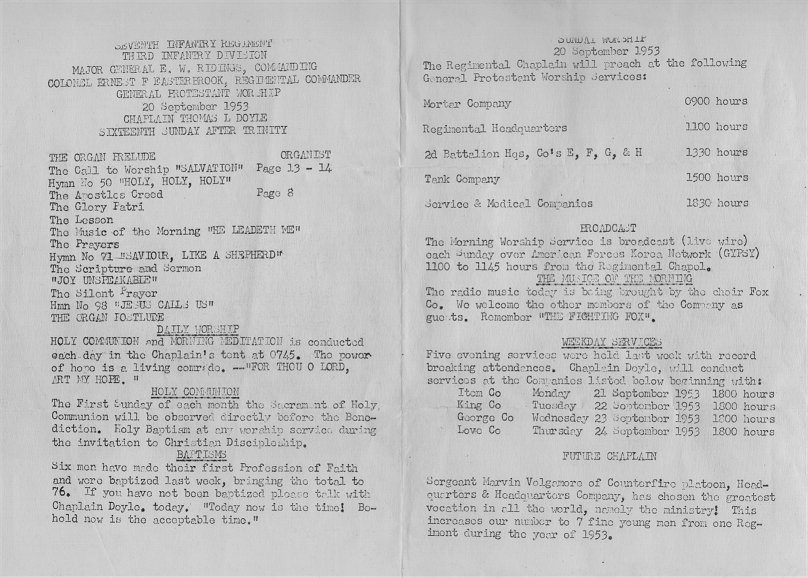 SEVENTH INFANTRY REGIMENT
THIRD INFANTRY DIVISION
MAJOR GENERAL E. W. RIDINGS, COMMANDING
COLONEL ERNEST F EASTERBROOK, REGIMENTAL COMMANDER
GENERAL PROTESTANT WORSHIP
20 September 1953
CHAPLAIN THOMAS L DOYLE
SIXTEENTH SUNDAY AFTER TRINITY
THE ORGAN PRELUDE ORGANIST
The Call to Worship "SALVATION" Page 13 - 14
Hymn No 50 "HOLY, HOLY, HOLY"
The Apostles Creed Page 8
The Glory Patri
The Lesson
The Music of the Morning "HE LEADETH ME"
The Prayers
Hymn No 71 "SAVIOUR, LIKE A SHEPHERD"
The Scripture and Sermon
"JOY UNSPEAKABLE"
The Silent Prayer
Hmn No 98 "JESUS CALLS US"
THE ORGAN POSTLUDE
DAILY WORSHIP
HOLY COMMUNION and MORNING MEDITATION is conducted
each day in the Chaplain's tent at 0745. The power
of hope is a living comrade. --"FOR THOU O LORD,
ART MY HOPE. "
HOLY COMMUNION
The First Sunday of each month the Sacrament of Holy
Communion will be observed directly before the Bene-
diction. Holy Baptism at any worship service during
the invitation to Christian Discipleship.
BAPTISMS
Six men have made their first Profession of Faith
and were baptized last week, bringing the total to
76. If you have not been baptized please talk with
Chaplain Doyle. today. "Today now is the time! Be-
hold now is the acceptable time."
SUNDAY WORSHIP
20 September 1953
The Regimental Chaplain will preach at the following
General Protestant Worship Services:
Mortar Company 0900 hours
Regimental Headquarters 1100 hours
2d Battalion Hqs, Co's E, F, G, & H 1330 hours
Tank Company 1500 hours
Service & Medical Companies 1830 hours
BROADCAST
The Morning Worship Service is broadcast (live wire)
each Sunday over American Forces Korea Network (GYPSY)
1100 to 1145 hours from the Regimental Chapel.
THE MUSIC OF THE MORNING
The radio music today is being brought by the choir Fox
Co. We welcome the other members of the Company as
guests. Remember "THE FIGHTING FOX".
WEEKDAY SERVICES
Five evening services were held last week with record
breaking attendances. Chaplain Doyle, will conduct
services at the Companies listed below beginning with:
Item Co Monday 21 September 1953 1800 hours
King Co Tuesday 22 September 1953 1800 hours
George Co Wednesday 23 September 1953 1800 hours
Love Co Thursday 24 September 1953 1800 hours
FUTURE CHAPLAIN
Sergeant Marvin Volgamore of Counterfire platoon, Head-
quarters & Headquarters Company, has chosen the greatest
vocation in all the world, namely the ministry! This
increases our number to 7 fine young men from one Reg-
iment during the year of 1953.